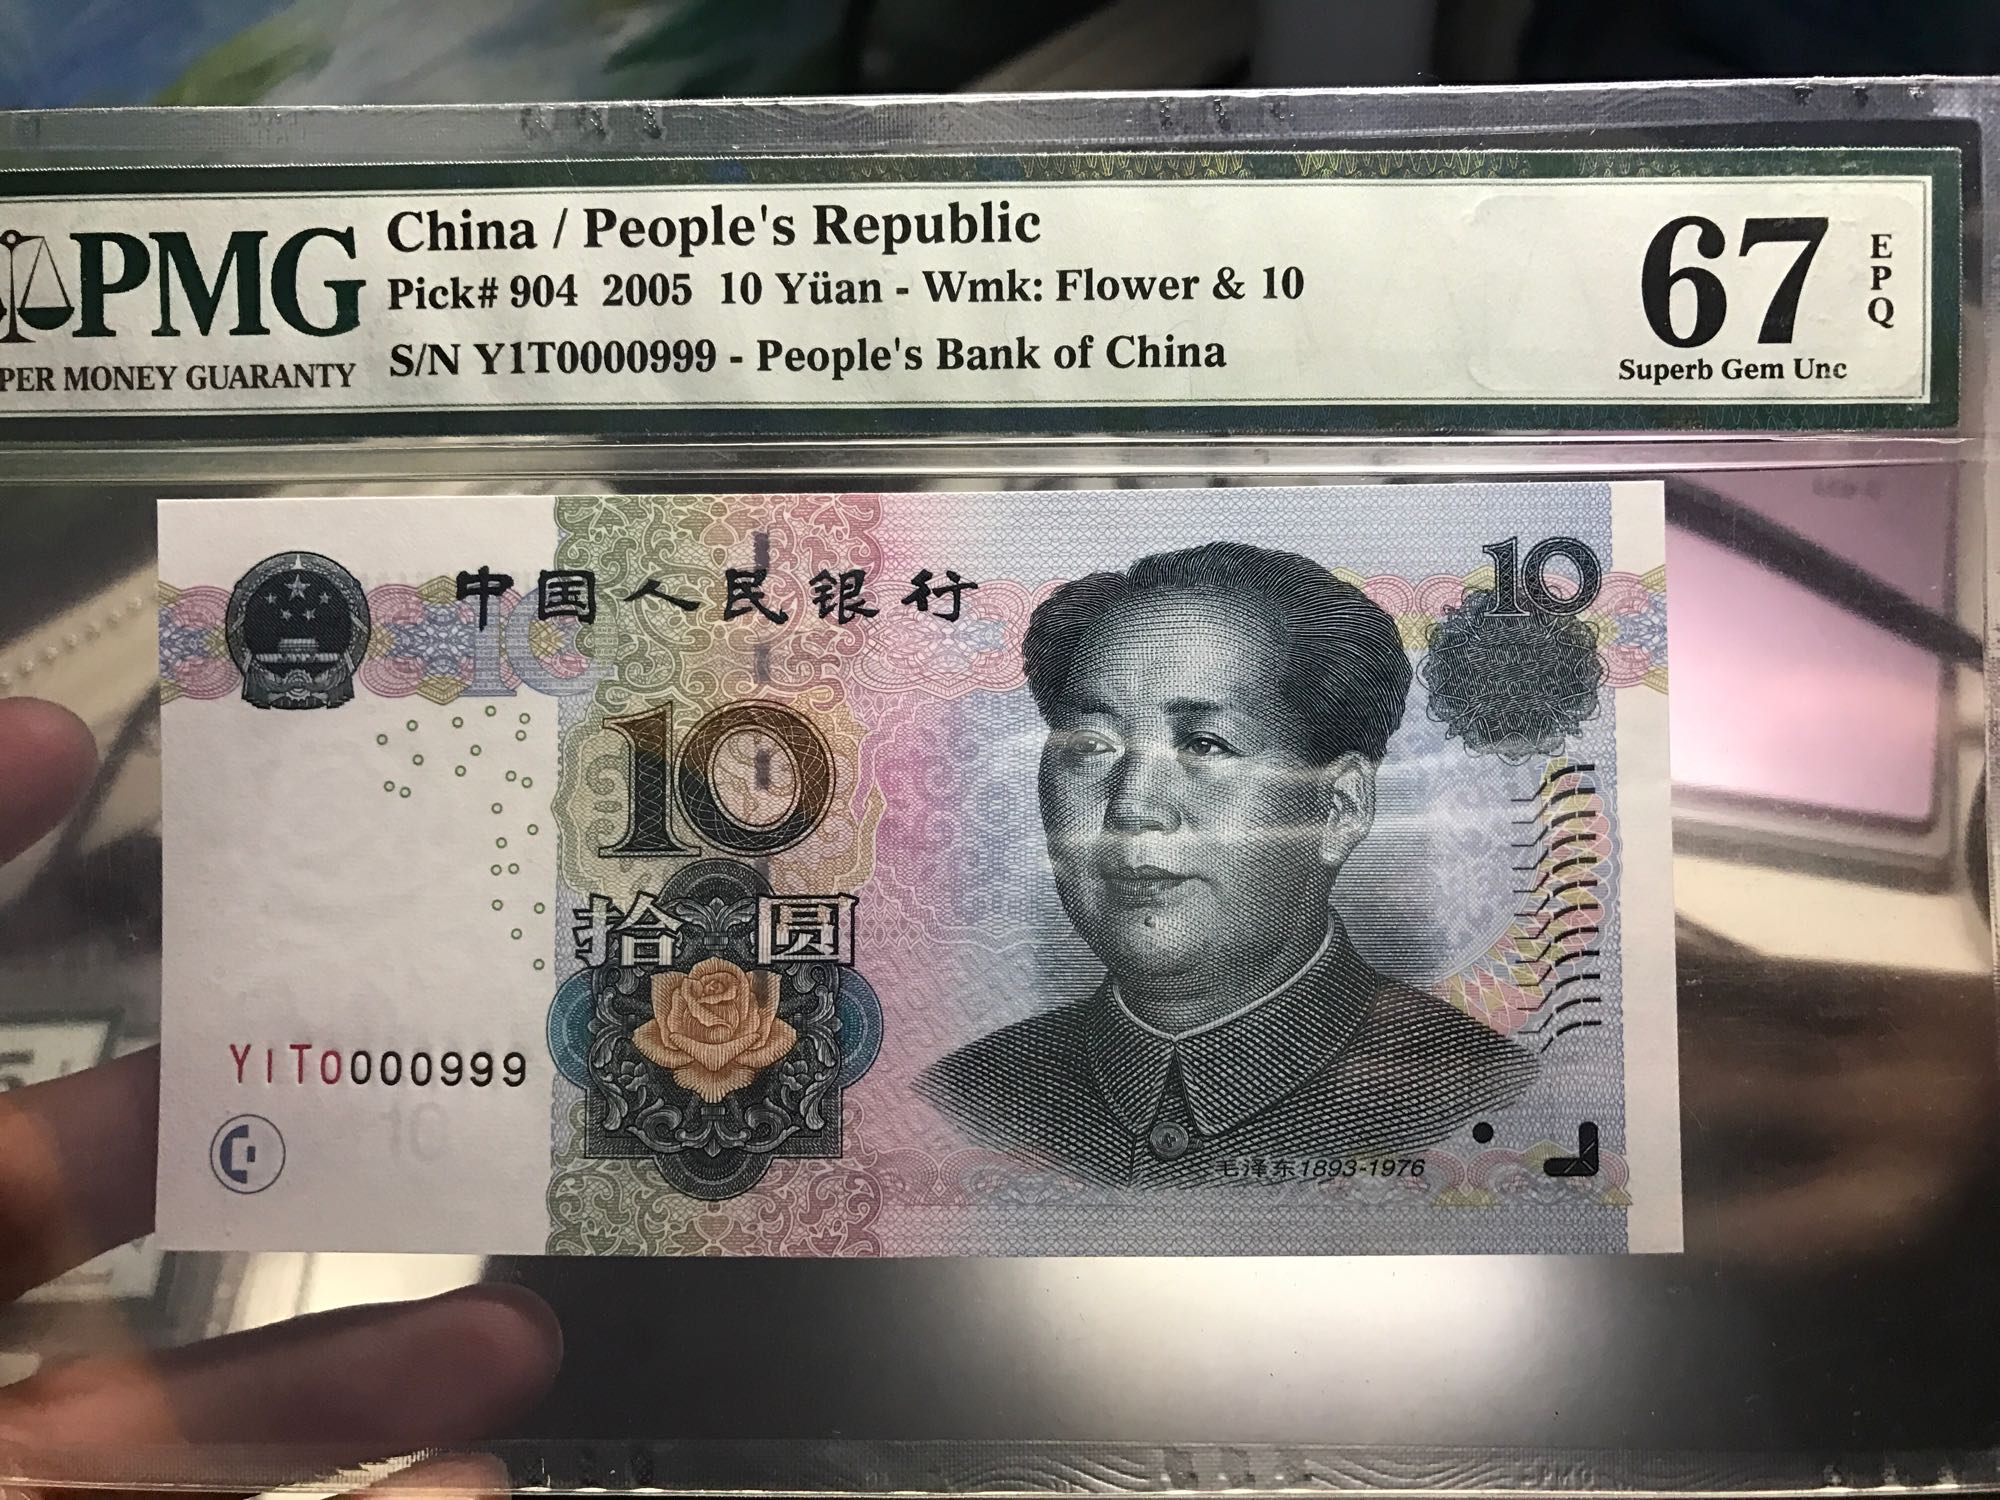 PMG
PER MONEY GUARANTY
China / People's Republic
Pick# 904 2005 10 Yüan - Wmk: Flower & 10
S/N Y1T0000999 - People's Bank of China
67
EPQ
Superb Gem Unc
中国人民银行
10
10
拾圆
Y1T0000999
毛泽东1893-1976